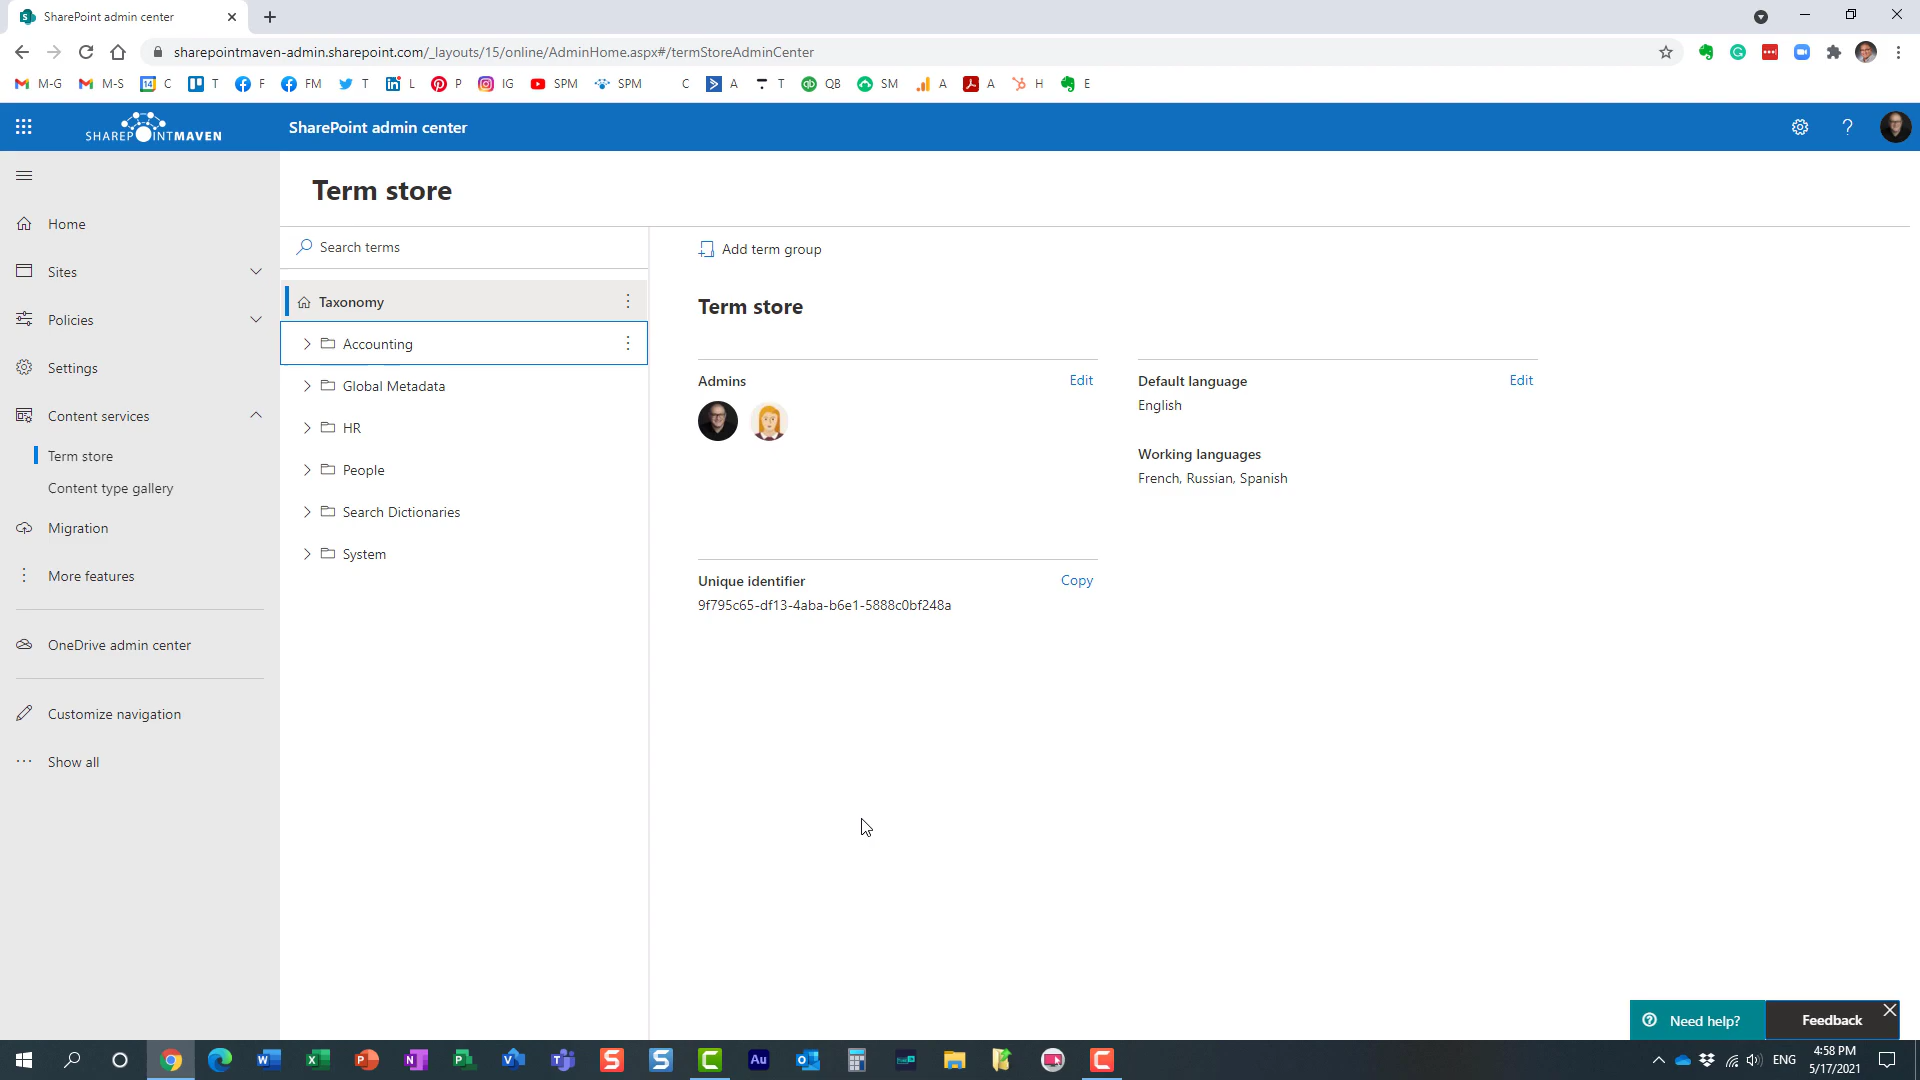 SharePoint admin center
sharepointmaven-admin.sharepoint.com/_layouts/15/online/AdminHome.aspx#/termStoreAdminCenter
M-G M-S C T F FM T L P IG SPM SPM C A T QB SM A A H E
SHAREPOINTMAVEN SharePoint admin center
Term store
Home
Sites
Policies
Settings
Content services
Term store
Content type gallery
Migration
More features
OneDrive admin center
Customize navigation
Show all
Search terms
Taxonomy
Accounting
Global Metadata
HR
People
Search Dictionaries
System
Add term group
Term store
Admins Edit
Default language Edit
English
Working languages
French, Russian, Spanish
Unique identifier Copy
9f795c65-df13-4aba-b6e1-5888c0bf248a
Need help? Feedback
ENG 4:58 PM
5/17/2021